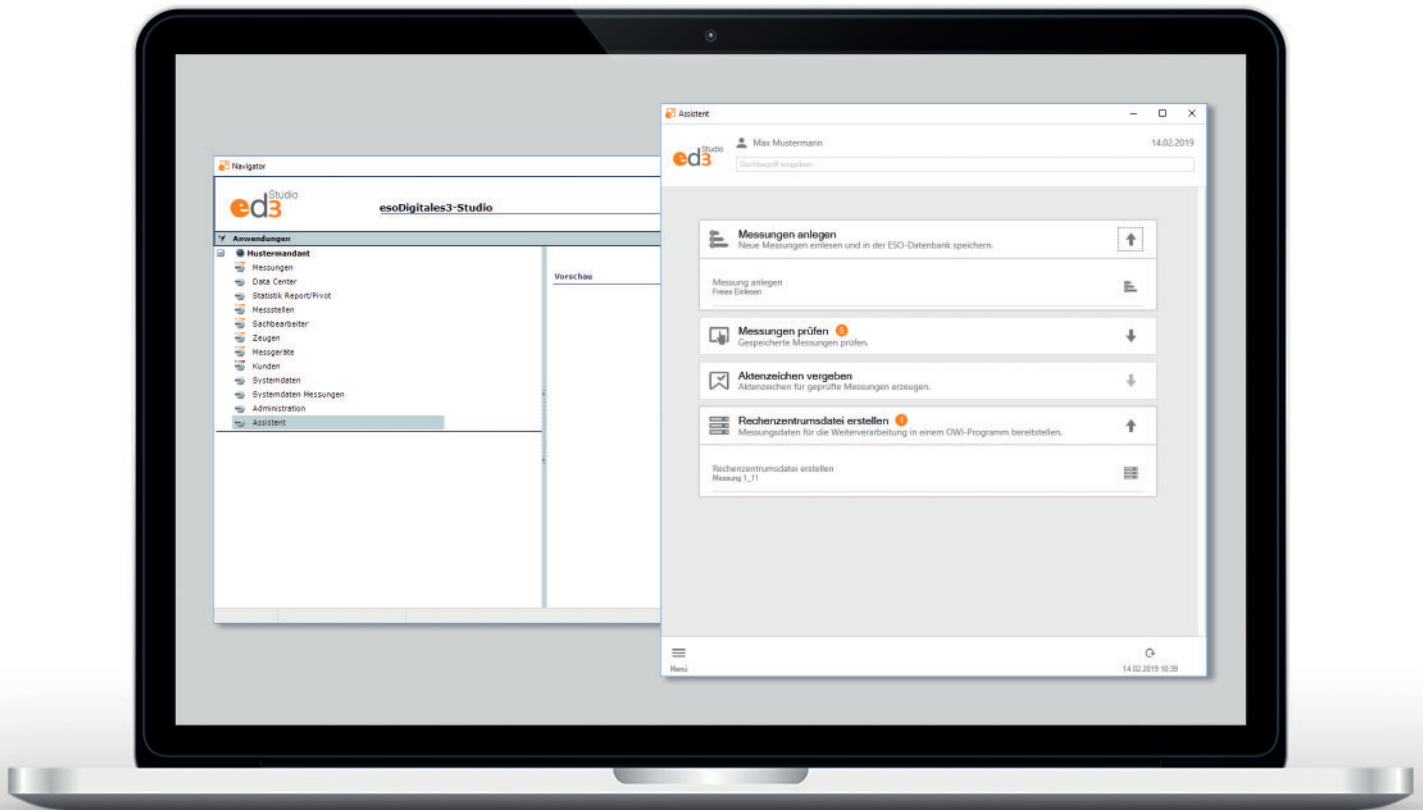 Navigator
ed3 Studio
esoDigitales3-Studio
Anwendungen
Mustermandant
Messungen
Data Center
Statistik Report/Pivot
Messstellen
Sachbearbeiter
Zeugen
Messgeräte
Kunden
Systemdaten
Systemdaten Messungen
Administration
Assistent
Vorschau
Assistent
ed3 Studio
Max Mustermann
14.02.2019
Suchbegriff eingeben ...
Messungen anlegen
Neue Messungen einlesen und in der ESO-Datenbank speichern.
Messung anlegen
Freies Einlesen
Messungen prüfen 5
Gespeicherte Messungen prüfen.
Aktenzeichen vergeben
Aktenzeichen für geprüfte Messungen erzeugen.
Rechenzentrumsdatei erstellen 1
Messungsdaten für die Weiterverarbeitung in einem OWI-Programm bereitstellen.
Rechenzentrumsdatei erstellen
Messung 1_11
Menü
14.02.2019 10:39